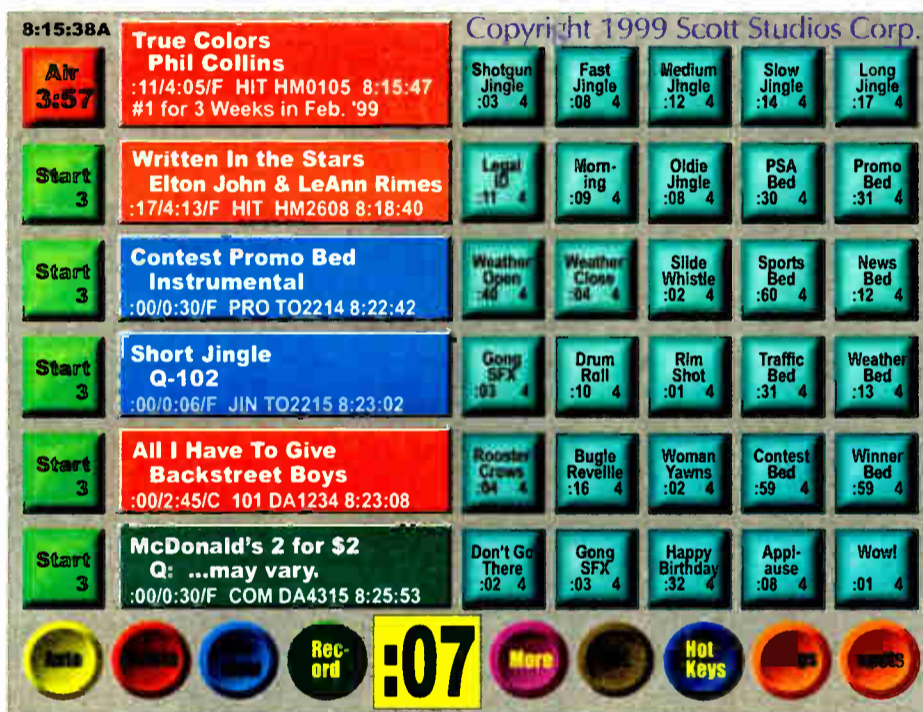 8:15:38A
Copyright 1999 Scott Studios Corp.
Air
3:57
True Colors
Phil Collins
:11/4:05/F HIT HM0105 8:15:47
#1 for 3 Weeks in Feb. '99
Shotgun
Jingle
:03 4
Fast
Jingle
:08 4
Medium
Jingle
:12 4
Slow
Jingle
:14 4
Long
Jingle
:17 4
Start
3
Written In the Stars
Elton John & LeAnn Rimes
:17/4:13/F HIT HM2608 8:18:40
Legal
ID
:11 4
Morn-
ing
:09 4
Oldie
Jingle
:08 4
PSA
Bed
:30 4
Promo
Bed
:31 4
Start
3
Contest Promo Bed
Instrumental
:00/0:30/F PRO TO2214 8:22:42
Weather
Open
:40 4
Weather
Close
:04 4
Slide
Whistle
:02 4
Sports
Bed
:60 4
News
Bed
:12 4
Start
3
Short Jingle
Q-102
:00/0:06/F JIN TO2215 8:23:02
Gong
SFX
:03 4
Drum
Roll
:10 4
Rim
Shot
:01 4
Traffic
Bed
:31 4
Weather
Bed
:13 4
Start
3
All I Have To Give
Backstreet Boys
:00/2:45/C 101 DA1234 8:23:08
Rooster
Crows
:04 4
Bugle
Reveille
:16 4
Woman
Yawns
:02 4
Contest
Bed
:59 4
Winner
Bed
:59 4
Start
3
McDonald's 2 for $2
Q: ...may vary.
:00/0:30/F COM DA4315 8:25:53
Don't Go
There
:02 4
Gong
SFX
:03 4
Happy
Birthday
:32 4
Appl-
ause
:08 4
Wow!
:01 4
Auto
Rec-
ord
:07
More
Hot
Keys